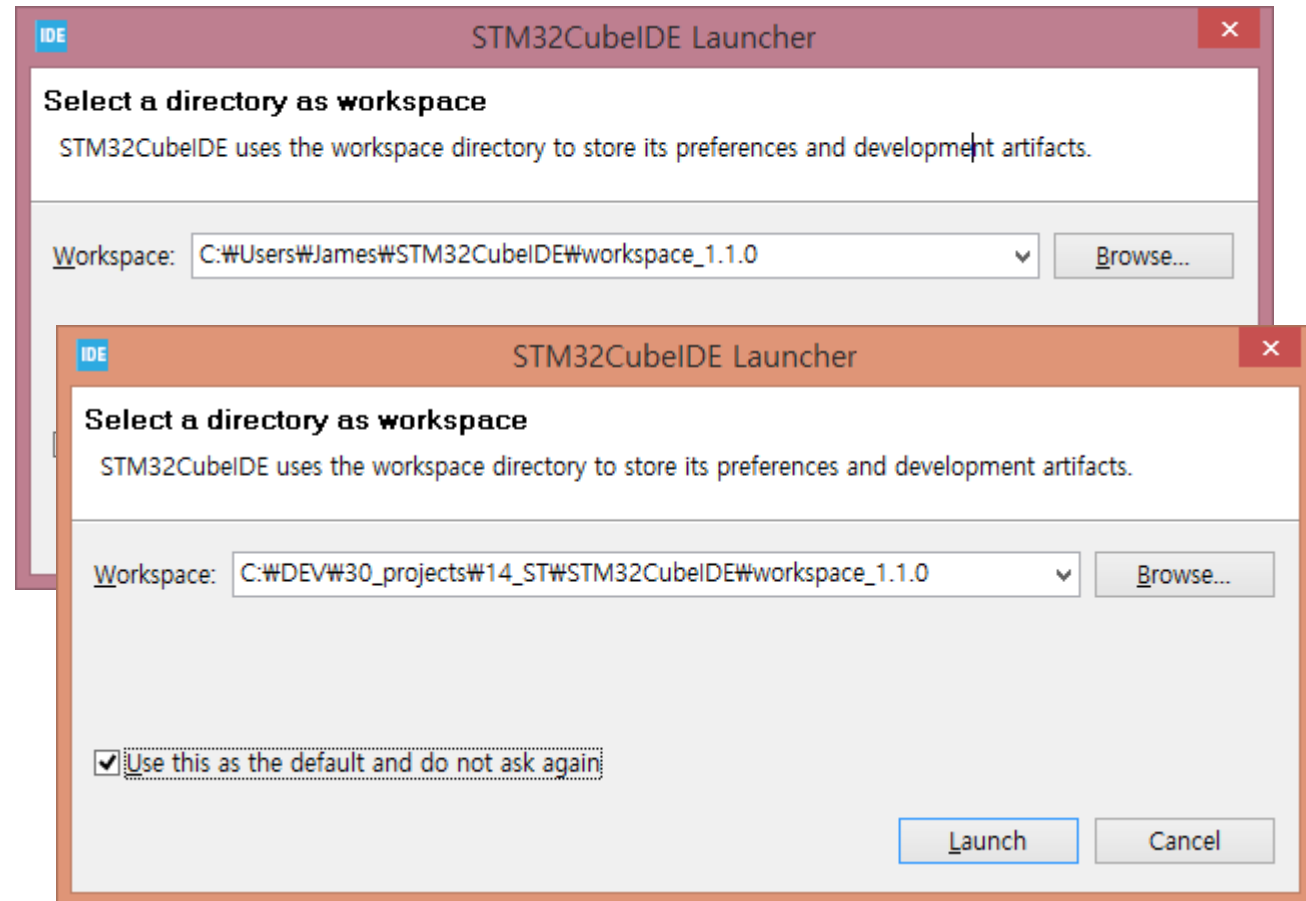 IDE STM32CubeIDE Launcher
Select a directory as workspace
STM32CubeIDE uses the workspace directory to store its preferences and development artifacts.
Workspace: C:₩Users₩James₩STM32CubeIDE₩workspace_1.1.0 Browse...
IDE STM32CubeIDE Launcher
Select a directory as workspace
STM32CubeIDE uses the workspace directory to store its preferences and development artifacts.
Workspace: C:₩DEV₩30_projects₩14_ST₩STM32CubeIDE₩workspace_1.1.0 Browse...
Use this as the default and do not ask again
Launch Cancel